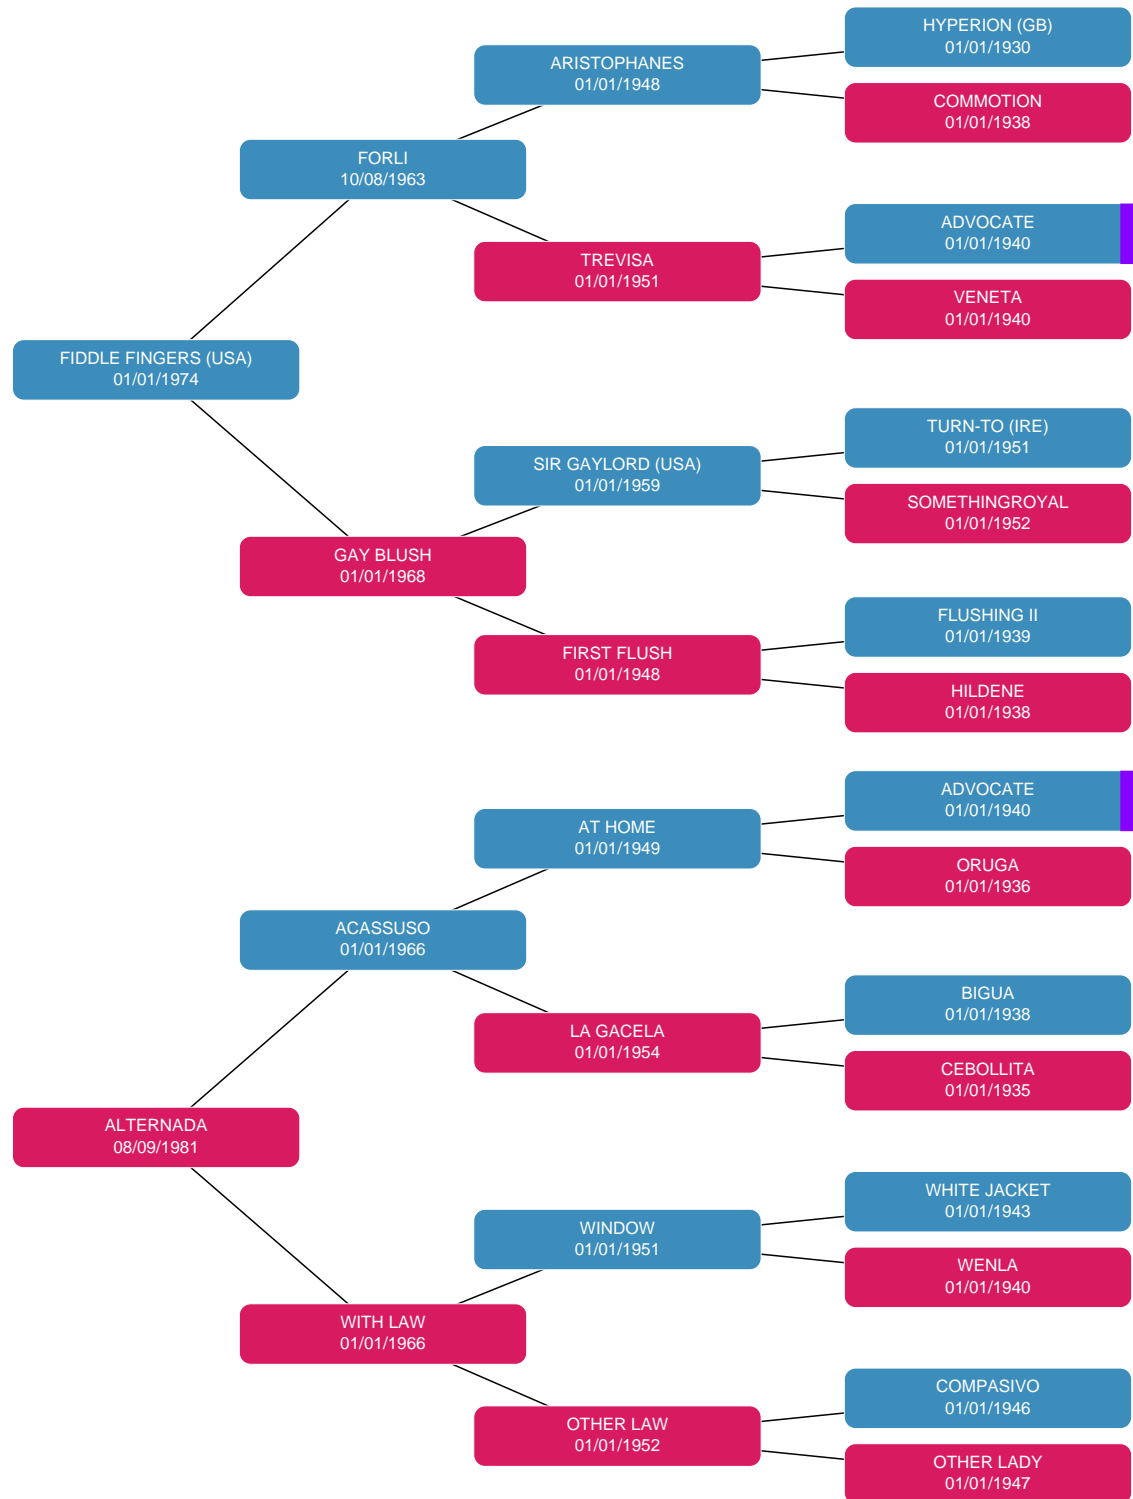 HYPERION (GB)
01/01/1930
ARISTOPHANES
01/01/1948
COMMOTION
01/01/1938
FORLI
10/08/1963
ADVOCATE
01/01/1940
TREVISA
01/01/1951
VENETA
01/01/1940
FIDDLE FINGERS (USA)
01/01/1974
TURN-TO (IRE)
01/01/1951
SIR GAYLORD (USA)
01/01/1959
SOMETHINGROYAL
01/01/1952
GAY BLUSH
01/01/1968
FLUSHING II
01/01/1939
FIRST FLUSH
01/01/1948
HILDENE
01/01/1938
ADVOCATE
01/01/1940
AT HOME
01/01/1949
ORUGA
01/01/1936
ACASSUSO
01/01/1966
BIGUA
01/01/1938
LA GACELA
01/01/1954
CEBOLLITA
01/01/1935
ALTERNADA
08/09/1981
WHITE JACKET
01/01/1943
WINDOW
01/01/1951
WENLA
01/01/1940
WITH LAW
01/01/1966
COMPASIVO
01/01/1946
OTHER LAW
01/01/1952
OTHER LADY
01/01/1947